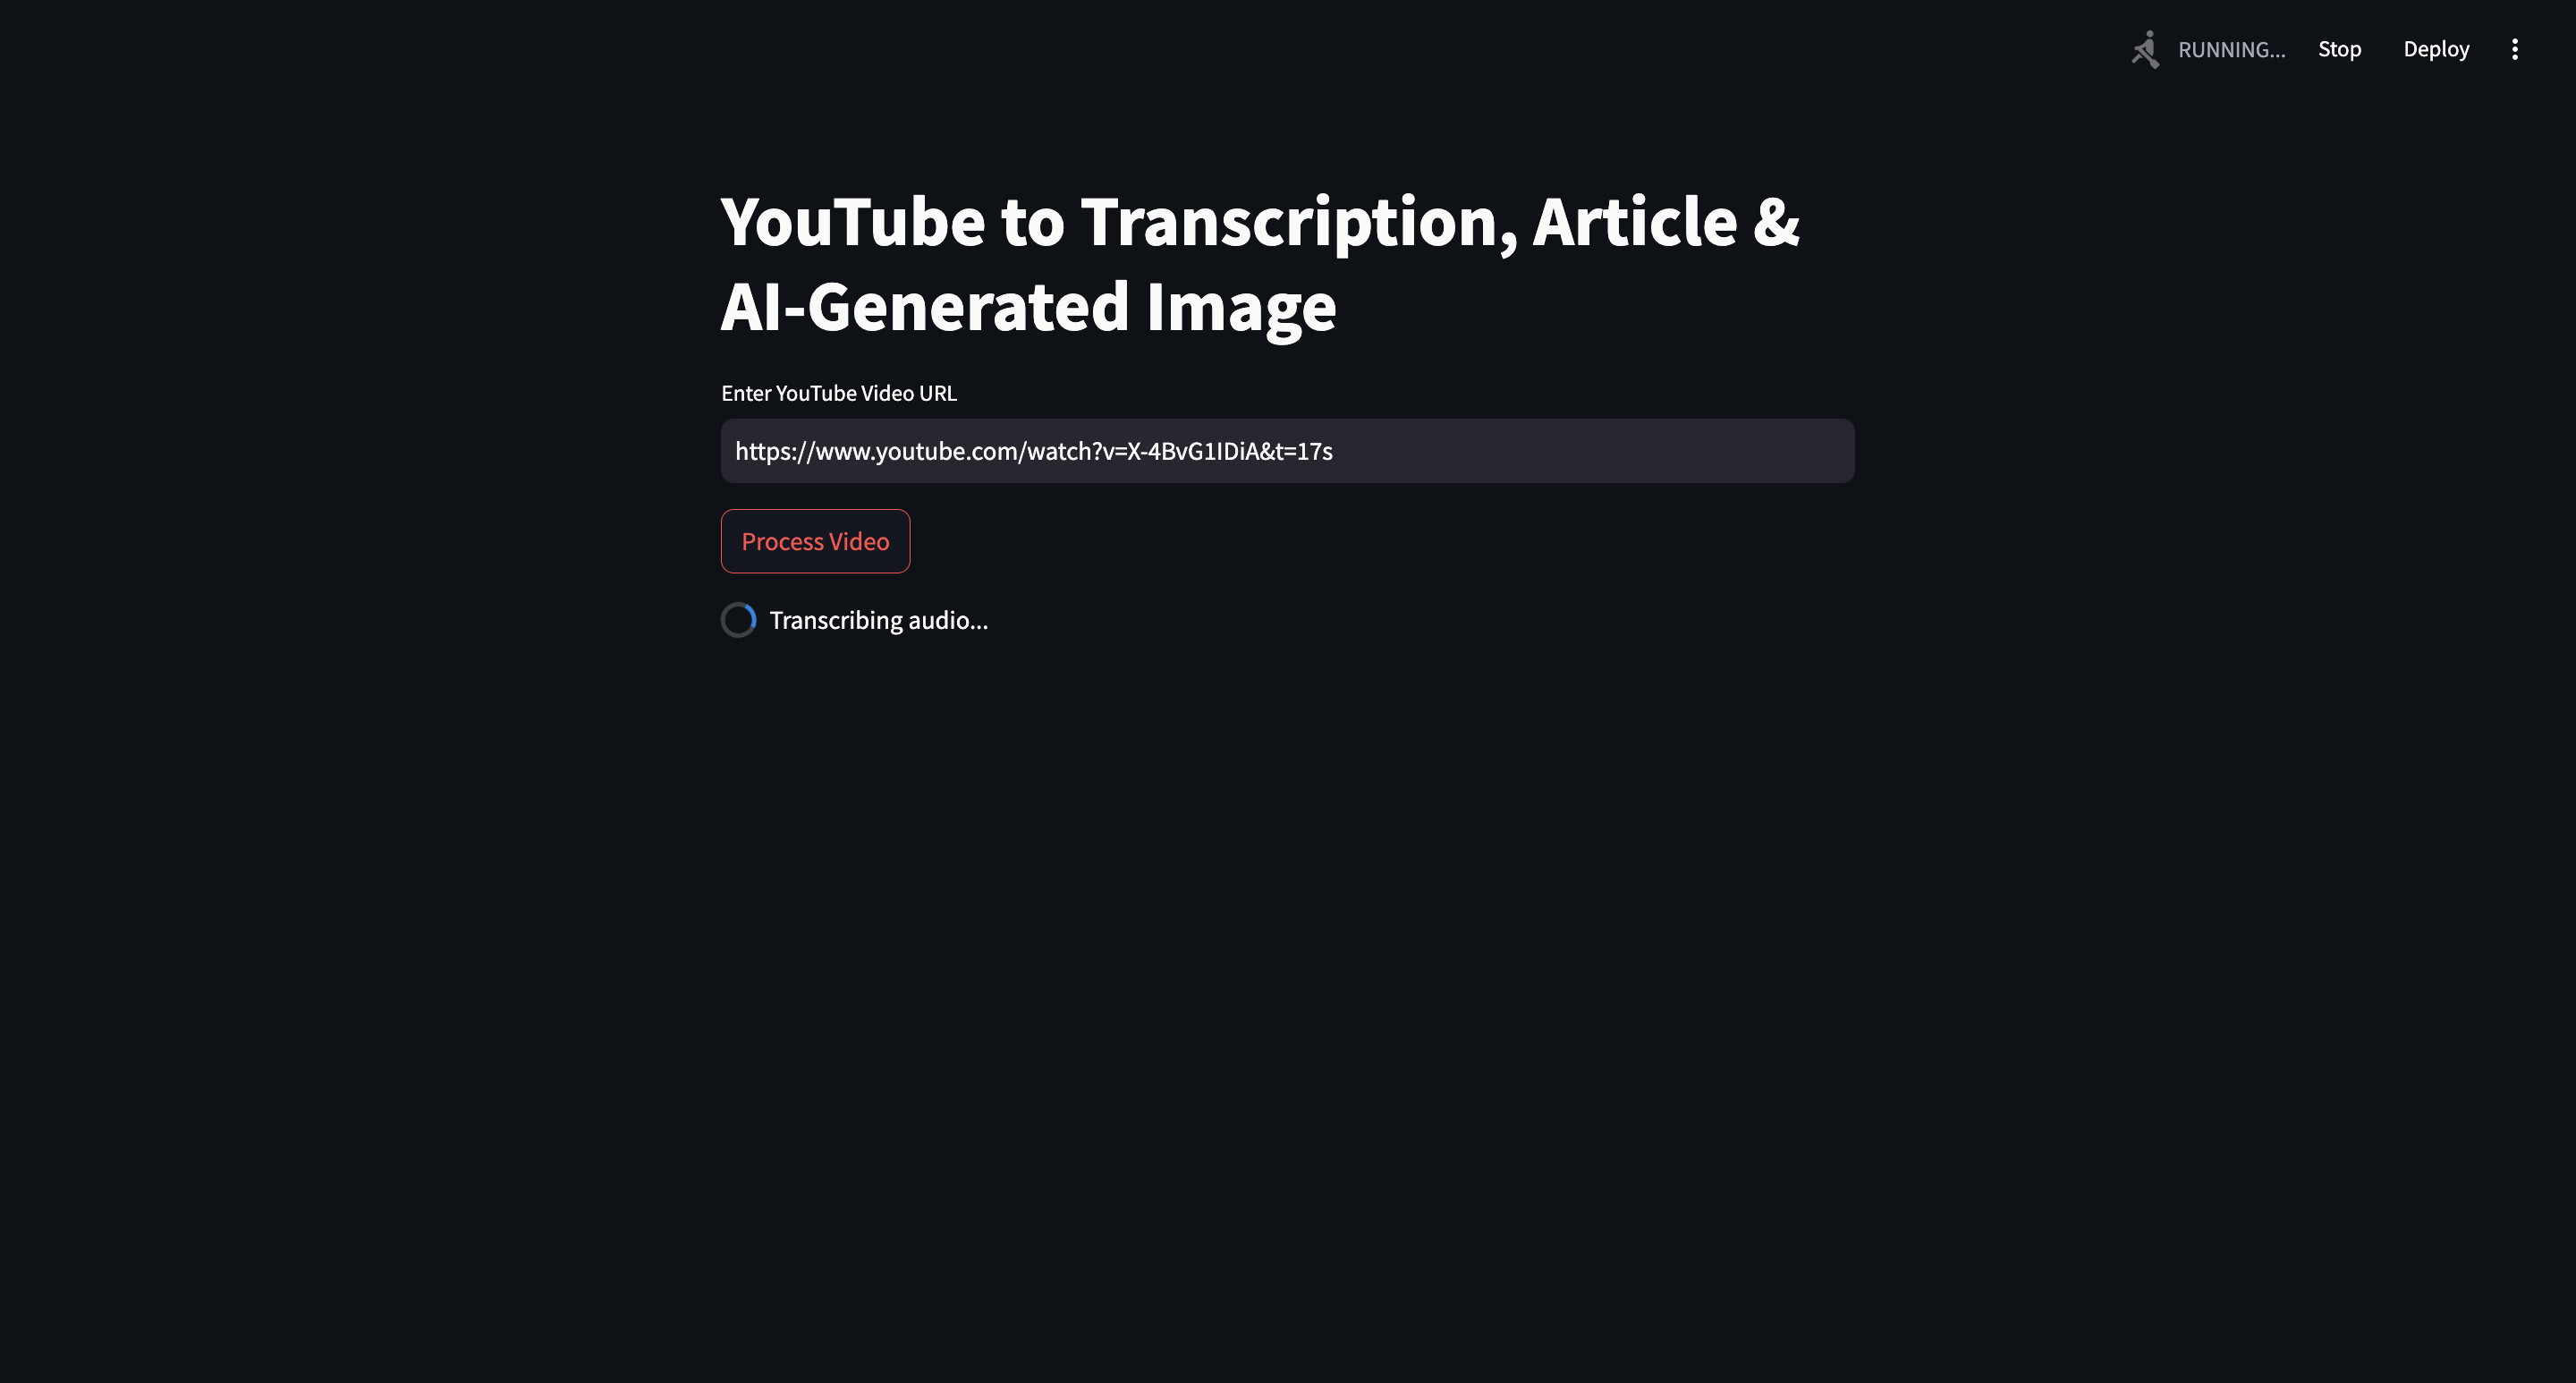 RUNNING... Stop Deploy
YouTube to Transcription, Article &
AI-Generated Image
Enter YouTube Video URL
https://www.youtube.com/watch?v=X-4BvG1IDiA&t=17s
Process Video
Transcribing audio...